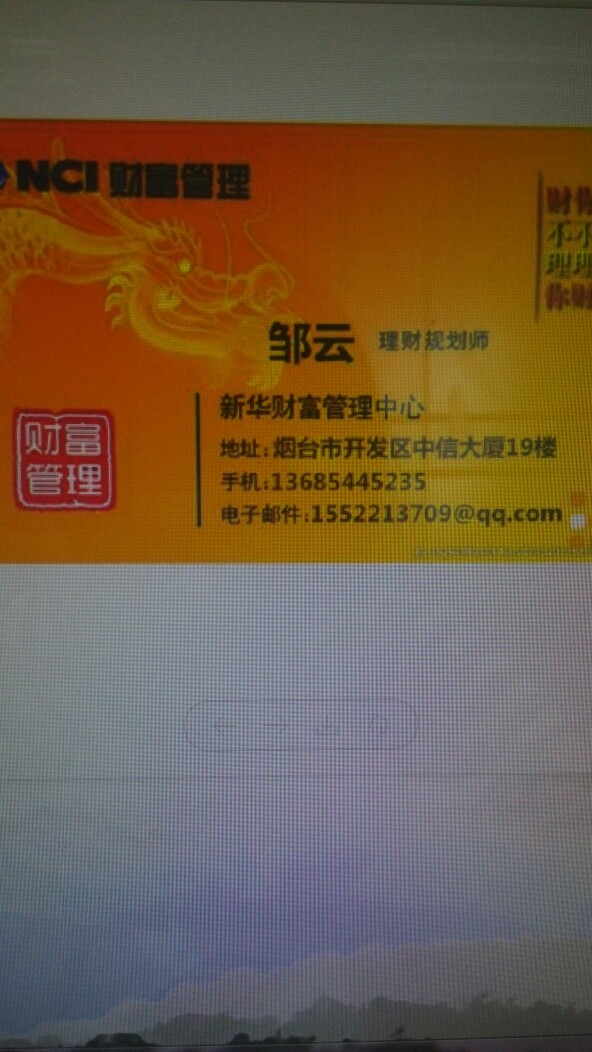 NCI 财富管理
财你
不不
理理
你财
邹云 理财规划师
新华财富管理中心
地址:烟台市开发区中信大厦19楼
手机:13685445235
电子邮件:1552213709@qq.com
财富
管理